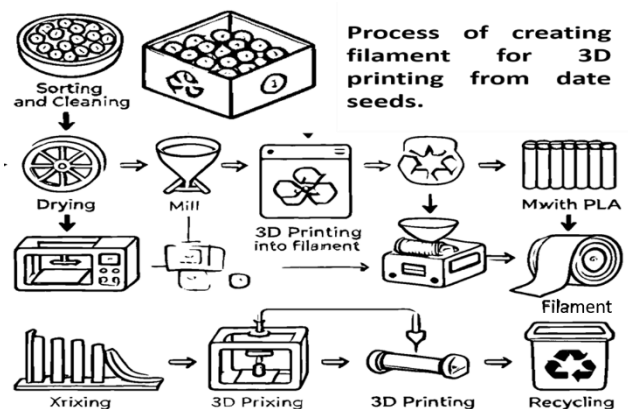 Process of creating
filament for 3D
printing from date
seeds.
Sorting
and Cleaning
1
Drying
Mill
3D Printing
into filament
Mwith PLA
Filament
Xrixing
3D Prixing
3D Printing
Recycling